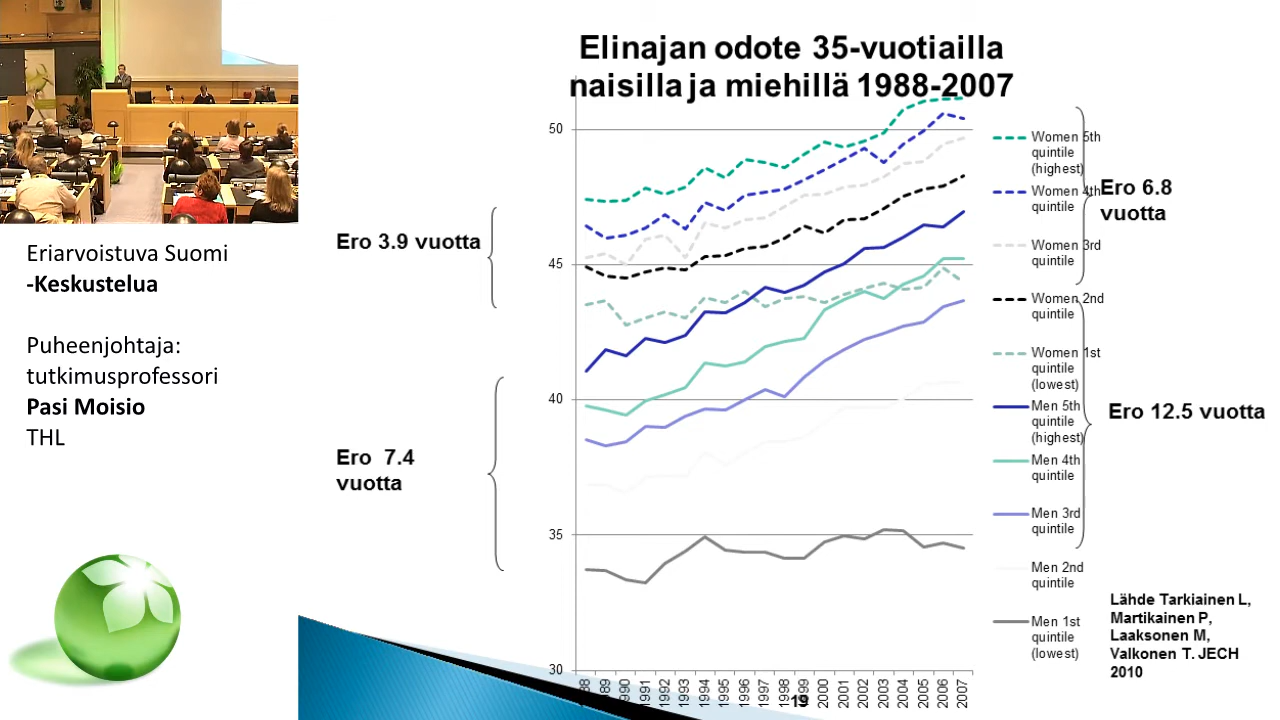 Elinajan odote 35-vuotiailla
naisilla ja miehillä 1988-2007
Eriarvoistuva Suomi
-Keskustelua
Puheenjohtaja:
tutkimusprofessori
Pasi Moisio
THL
Ero 3.9 vuotta
Ero 7.4
vuotta
50
45
40
35
30
1991
1992
1993
1994
1995
1996
1997
1998
2000
2001
2002
2003
2004
2005
2006
2007
19
Women 5th
quintile
(highest)
Women 4th
quintile
Women 3rd
quintile
Women 2nd
quintile
Women 1st
quintile
(lowest)
Men 5th
quintile
(highest)
Men 4th
quintile
Men 3rd
quintile
Men 2nd
quintile
Men 1st
quintile
(lowest)
Ero 6.8
vuotta
Ero 12.5 vuotta
Lähde Tarkiainen L,
Martikainen P,
Laaksonen M,
Valkonen T. JECH
2010